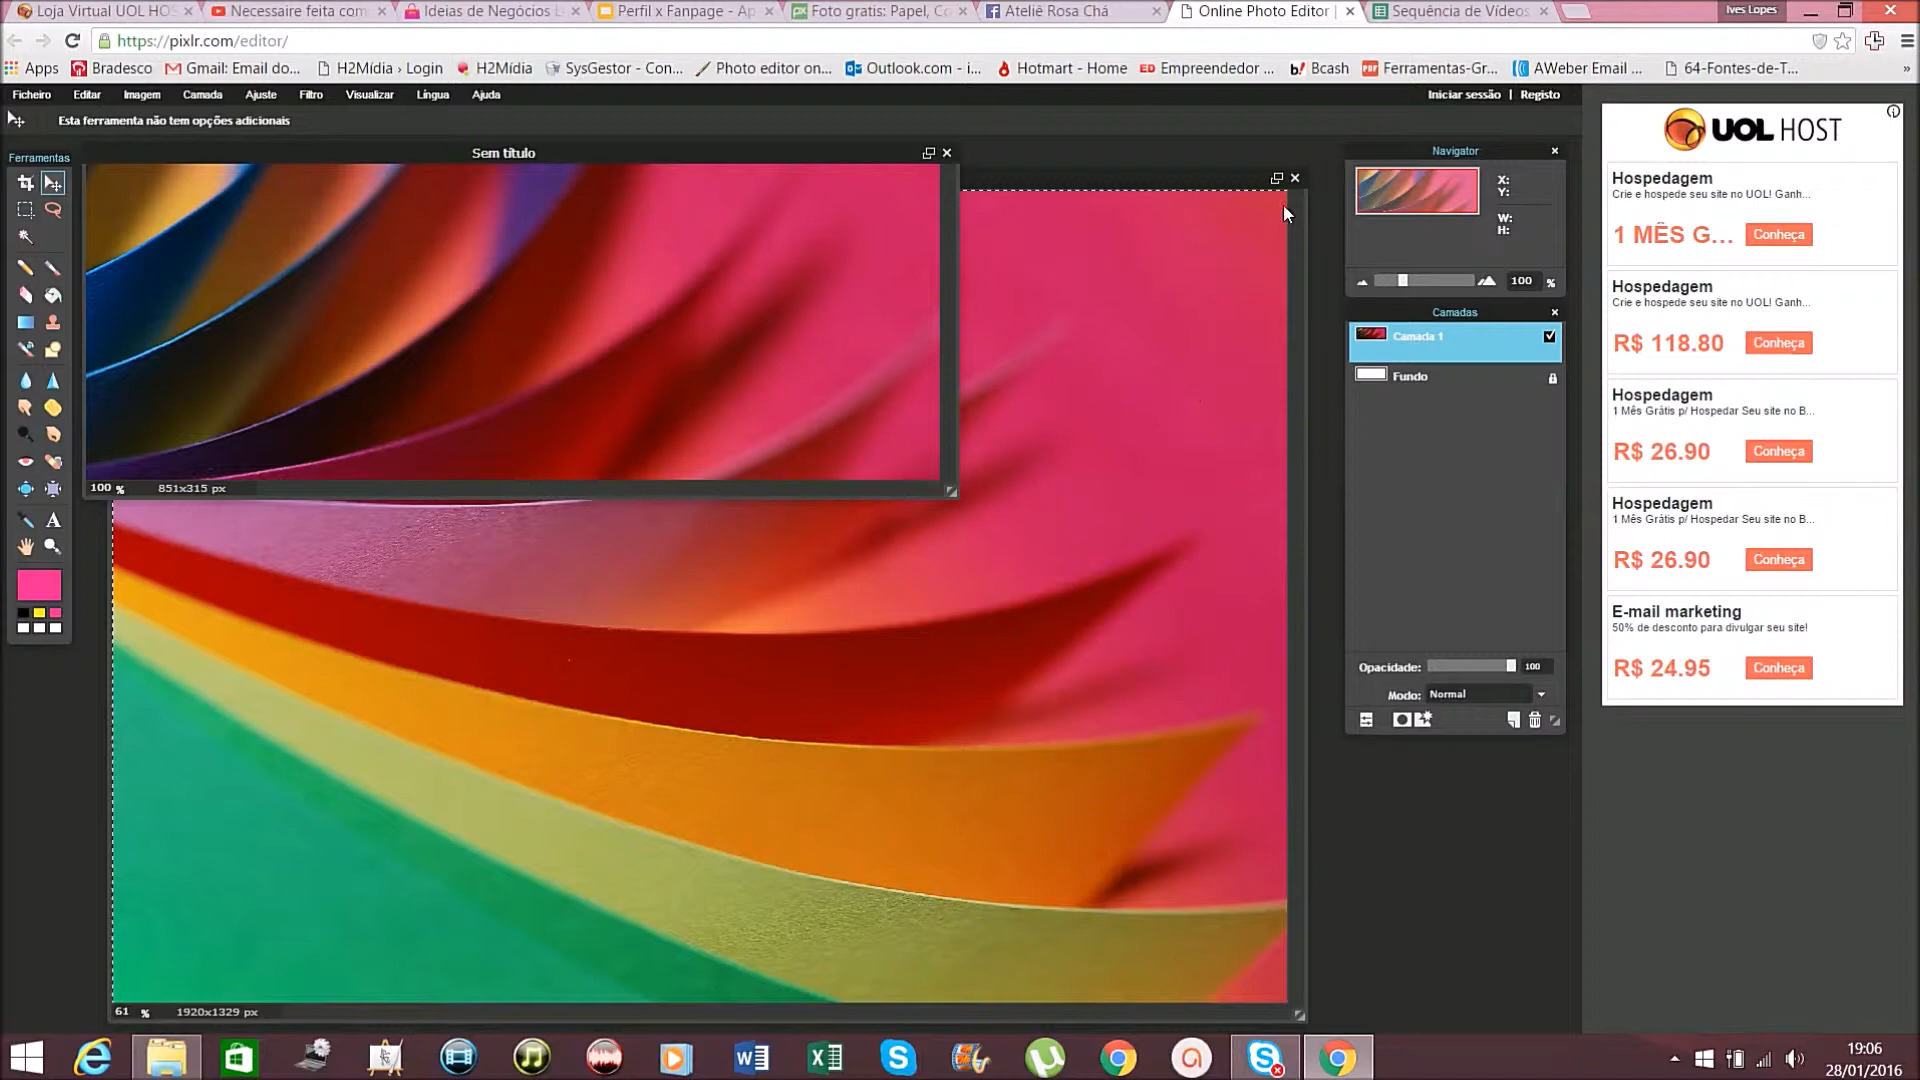 Loja Virtual UOL HOS
Necessaire feita com
Ideias de Negócios L
Perfil x Fanpage - Ap
Foto gratis: Papel, Co
Ateliê Rosa Chá
Online Photo Editor
Sequência de Vídeos
Ives Lopes
https://pixlr.com/editor/
Apps
Bradesco
Gmail: Email do...
H2Mídia › Login
H2Mídia
SysGestor - Con...
Photo editor on...
Outlook.com - i...
Hotmart - Home
Empreendedor ...
Bcash
Ferramentas-Gr...
AWeber Email ...
64-Fontes-de-T...
»
Ficheiro
Editar
Imagem
Camada
Ajuste
Filtro
Visualizar
Língua
Ajuda
Iniciar sessão | Registo
Esta ferramenta não tem opções adicionais
Ferramentas
Sem título
100 %
851x315 px
61 %
1920x1329 px
Navigator
X:
Y:
W:
H:
100 %
Camadas
Camada 1
Fundo
Opacidade: 100
Modo: Normal
UOL HOST
Hospedagem
Crie e hospede seu site no UOL! Ganh...
1 MÊS G... Conheça
Hospedagem
Crie e hospede seu site no UOL! Ganh...
R$ 118.80 Conheça
Hospedagem
1 Mês Grátis p/ Hospedar Seu site no B...
R$ 26.90 Conheça
Hospedagem
1 Mês Grátis p/ Hospedar Seu site no B...
R$ 26.90 Conheça
E-mail marketing
50% de desconto para divulgar seu site!
R$ 24.95 Conheça
19:06
28/01/2016